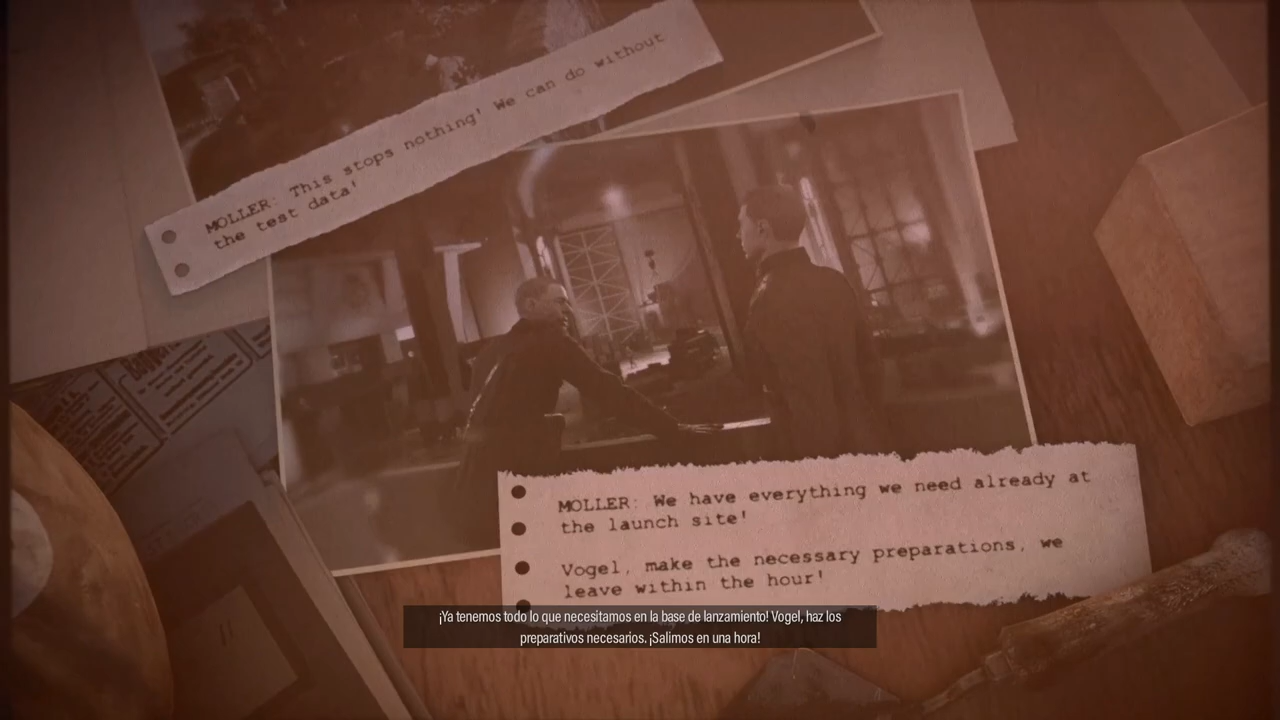 MOLLER: This stops nothing! We can do without
the test data!
MOLLER: We have everything we need already at
the launch site!
Vogel, make the necessary preparations, we
leave within the hour!
¡Ya tenemos todo lo que necesitamos en la base de lanzamiento! Vogel, haz los
preparativos necesarios. ¡Salimos en una hora!